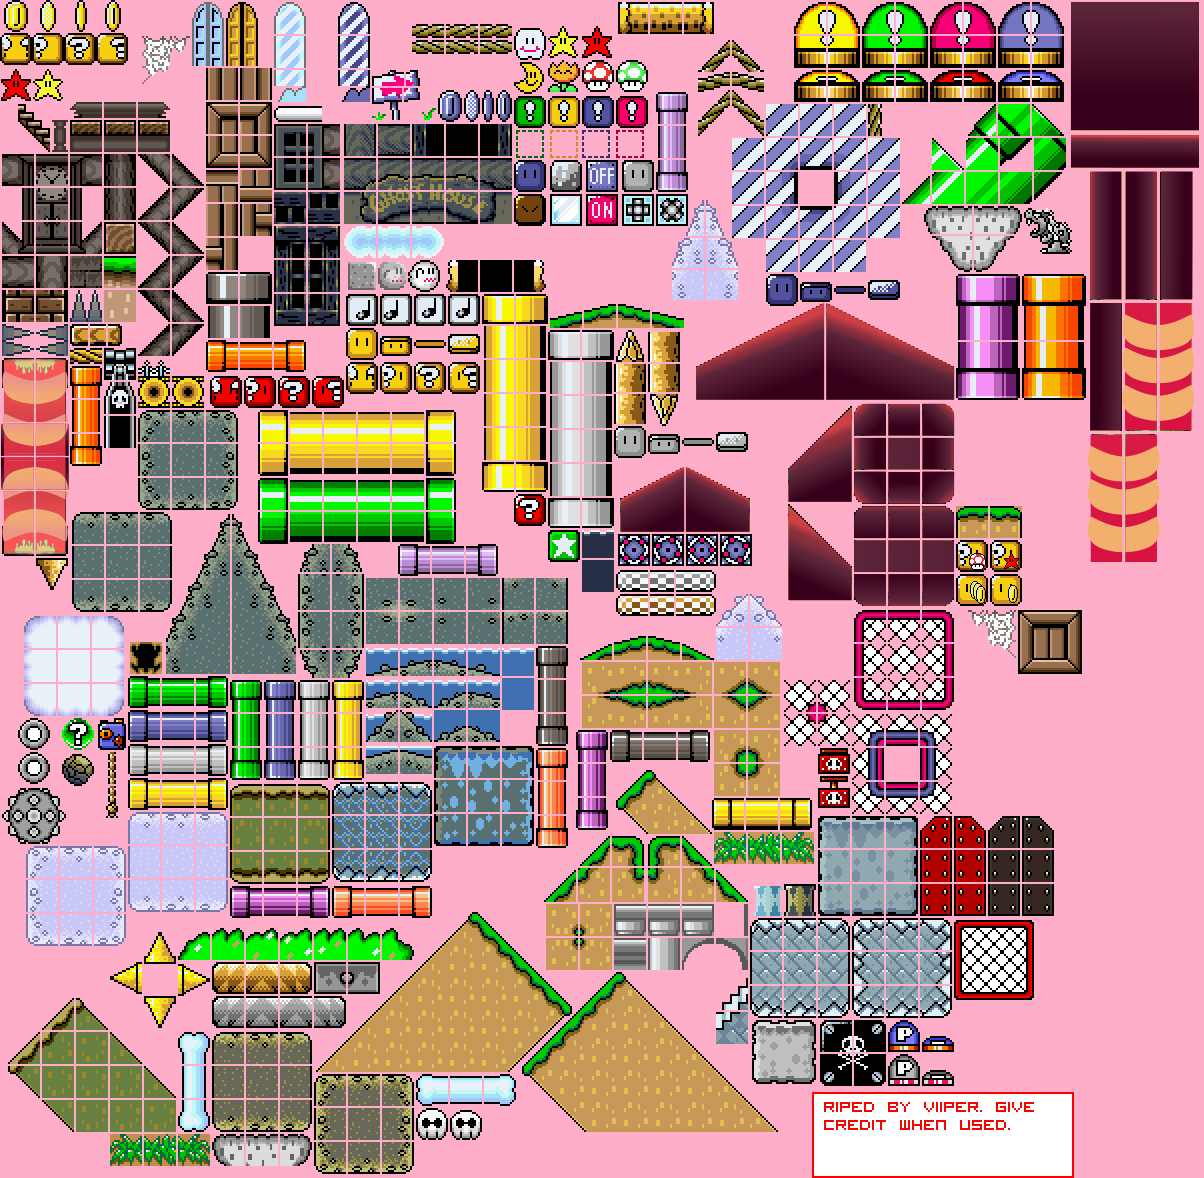 OFF
ON
GHOST HOUSE
P
P
RIPED BY VIIPER. GIVE
CREDIT WHEN USED.